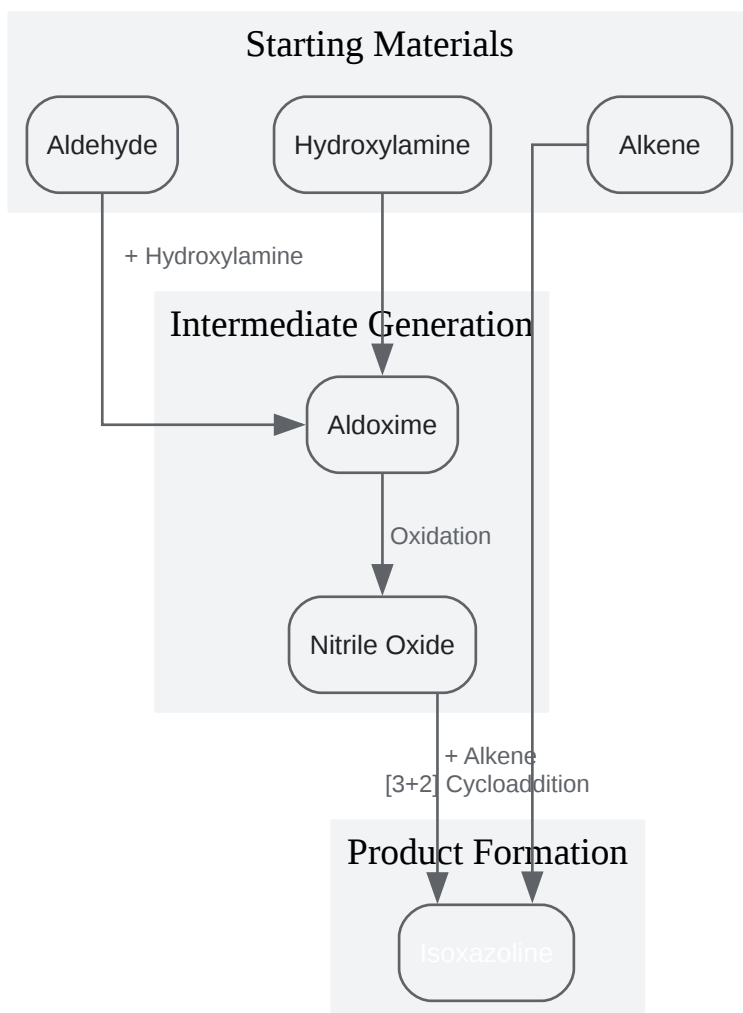 Starting Materials
Aldehyde
Hydroxylamine
Alkene
+ Hydroxylamine
Intermediate Generation
Aldoxime
Oxidation
Nitrile Oxide
+ Alkene
[3+2] Cycloaddition
Product Formation
Isoxazoline